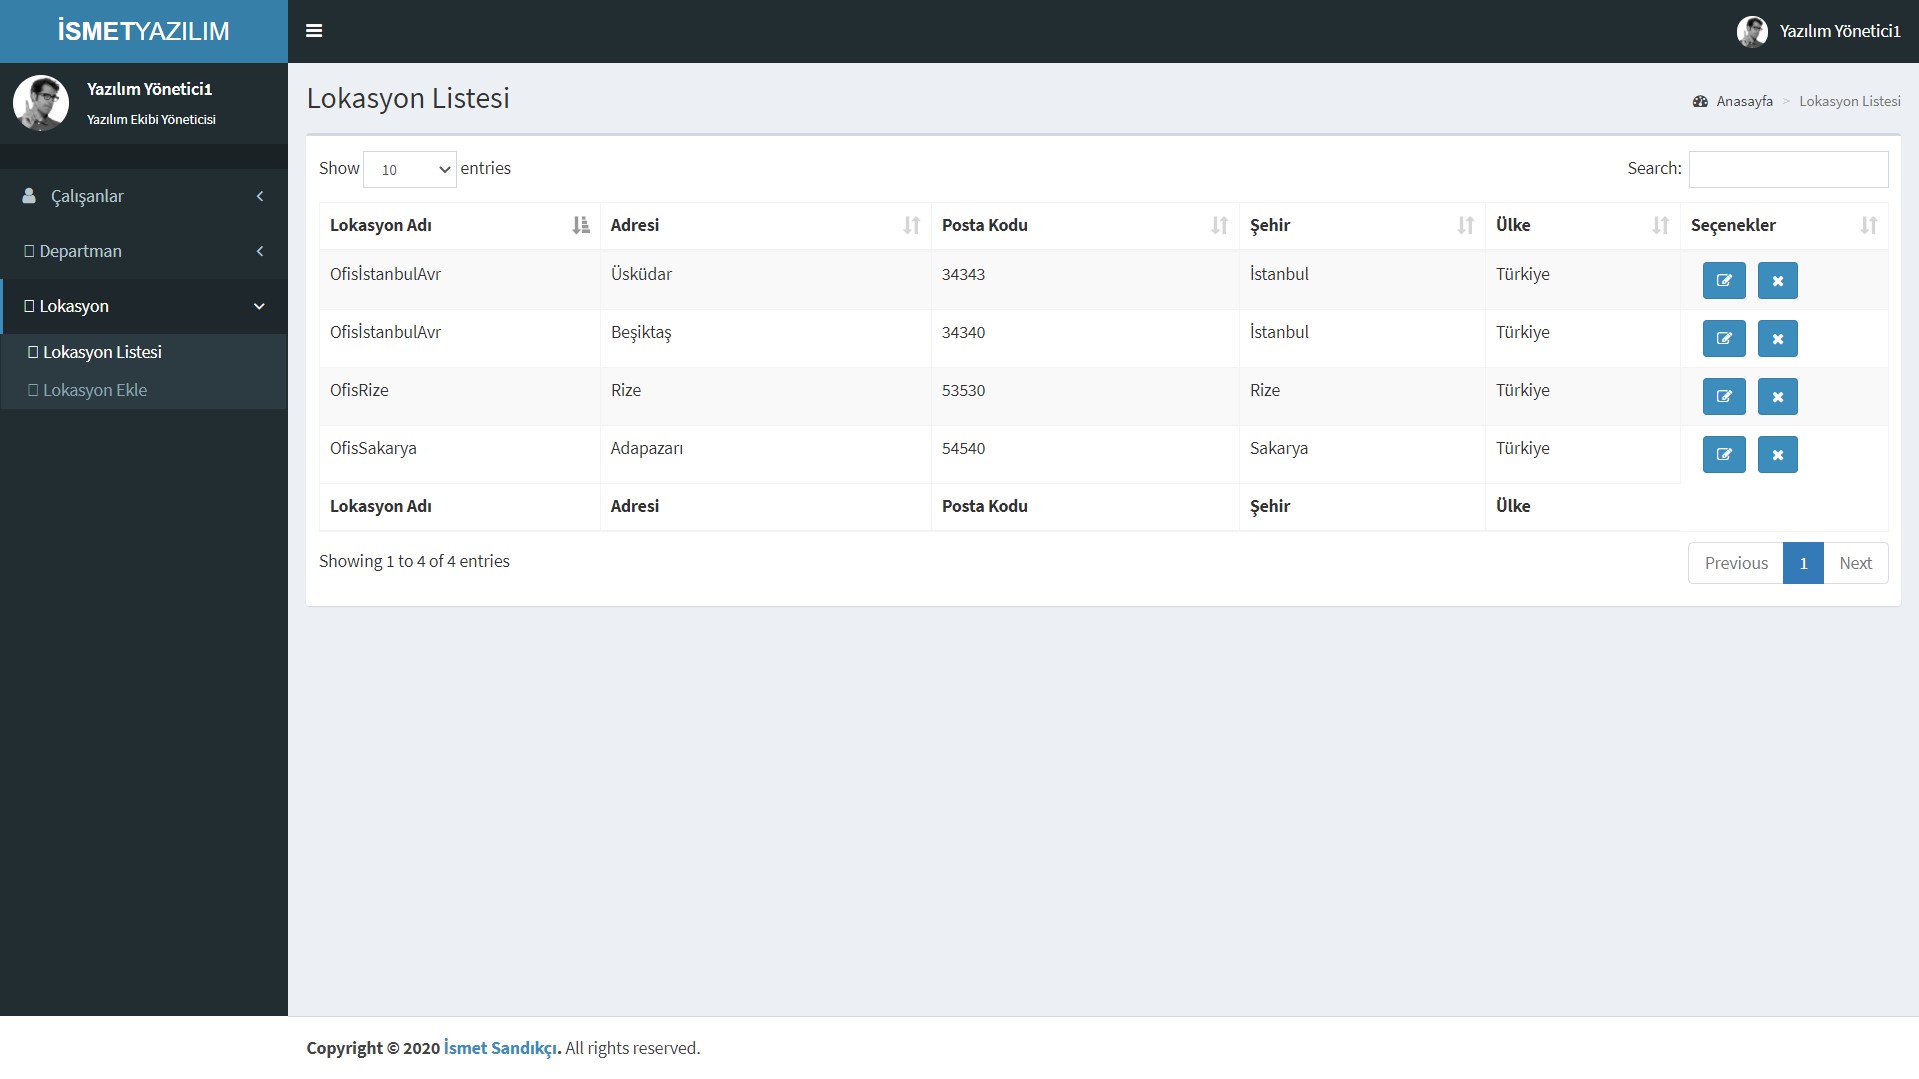 İSMETYAZILIM
Yazılım Yönetici1
Yazılım Yönetici1
Yazılım Ekibi Yöneticisi
Çalışanlar
Departman
Lokasyon
Lokasyon Listesi
Lokasyon Ekle
Lokasyon Listesi
Anasayfa > Lokasyon Listesi
Show 10 entries
Search:
Lokasyon Adı Adresi Posta Kodu Şehir Ülke Seçenekler
OfisİstanbulAvr Üsküdar 34343 İstanbul Türkiye
OfisİstanbulAvr Beşiktaş 34340 İstanbul Türkiye
OfisRize Rize 53530 Rize Türkiye
OfisSakarya Adapazarı 54540 Sakarya Türkiye
Lokasyon Adı Adresi Posta Kodu Şehir Ülke
Showing 1 to 4 of 4 entries
Previous 1 Next
Copyright © 2020 İsmet Sandıkçı. All rights reserved.